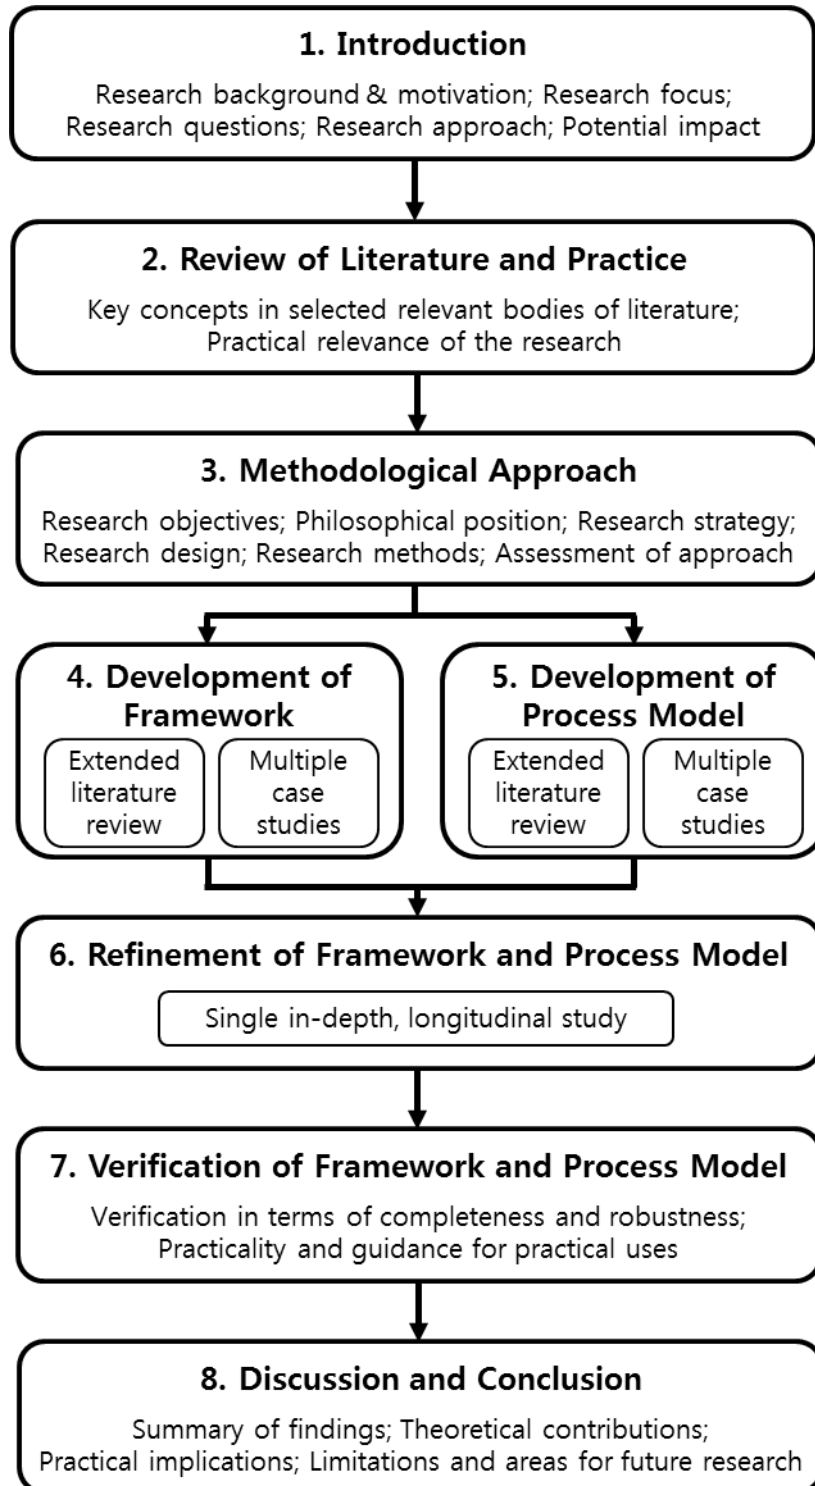 1. Introduction
Research background & motivation; Research focus;
Research questions; Research approach; Potential impact
2. Review of Literature and Practice
Key concepts in selected relevant bodies of literature;
Practical relevance of the research
3. Methodological Approach
Research objectives; Philosophical position; Research strategy;
Research design; Research methods; Assessment of approach
4. Development of
Framework
Extended
literature
review
Multiple
case
studies
5. Development of
Process Model
Extended
literature
review
Multiple
case
studies
6. Refinement of Framework and Process Model
Single in-depth, longitudinal study
7. Verification of Framework and Process Model
Verification in terms of completeness and robustness;
Practicality and guidance for practical uses
8. Discussion and Conclusion
Summary of findings; Theoretical contributions;
Practical implications; Limitations and areas for future research